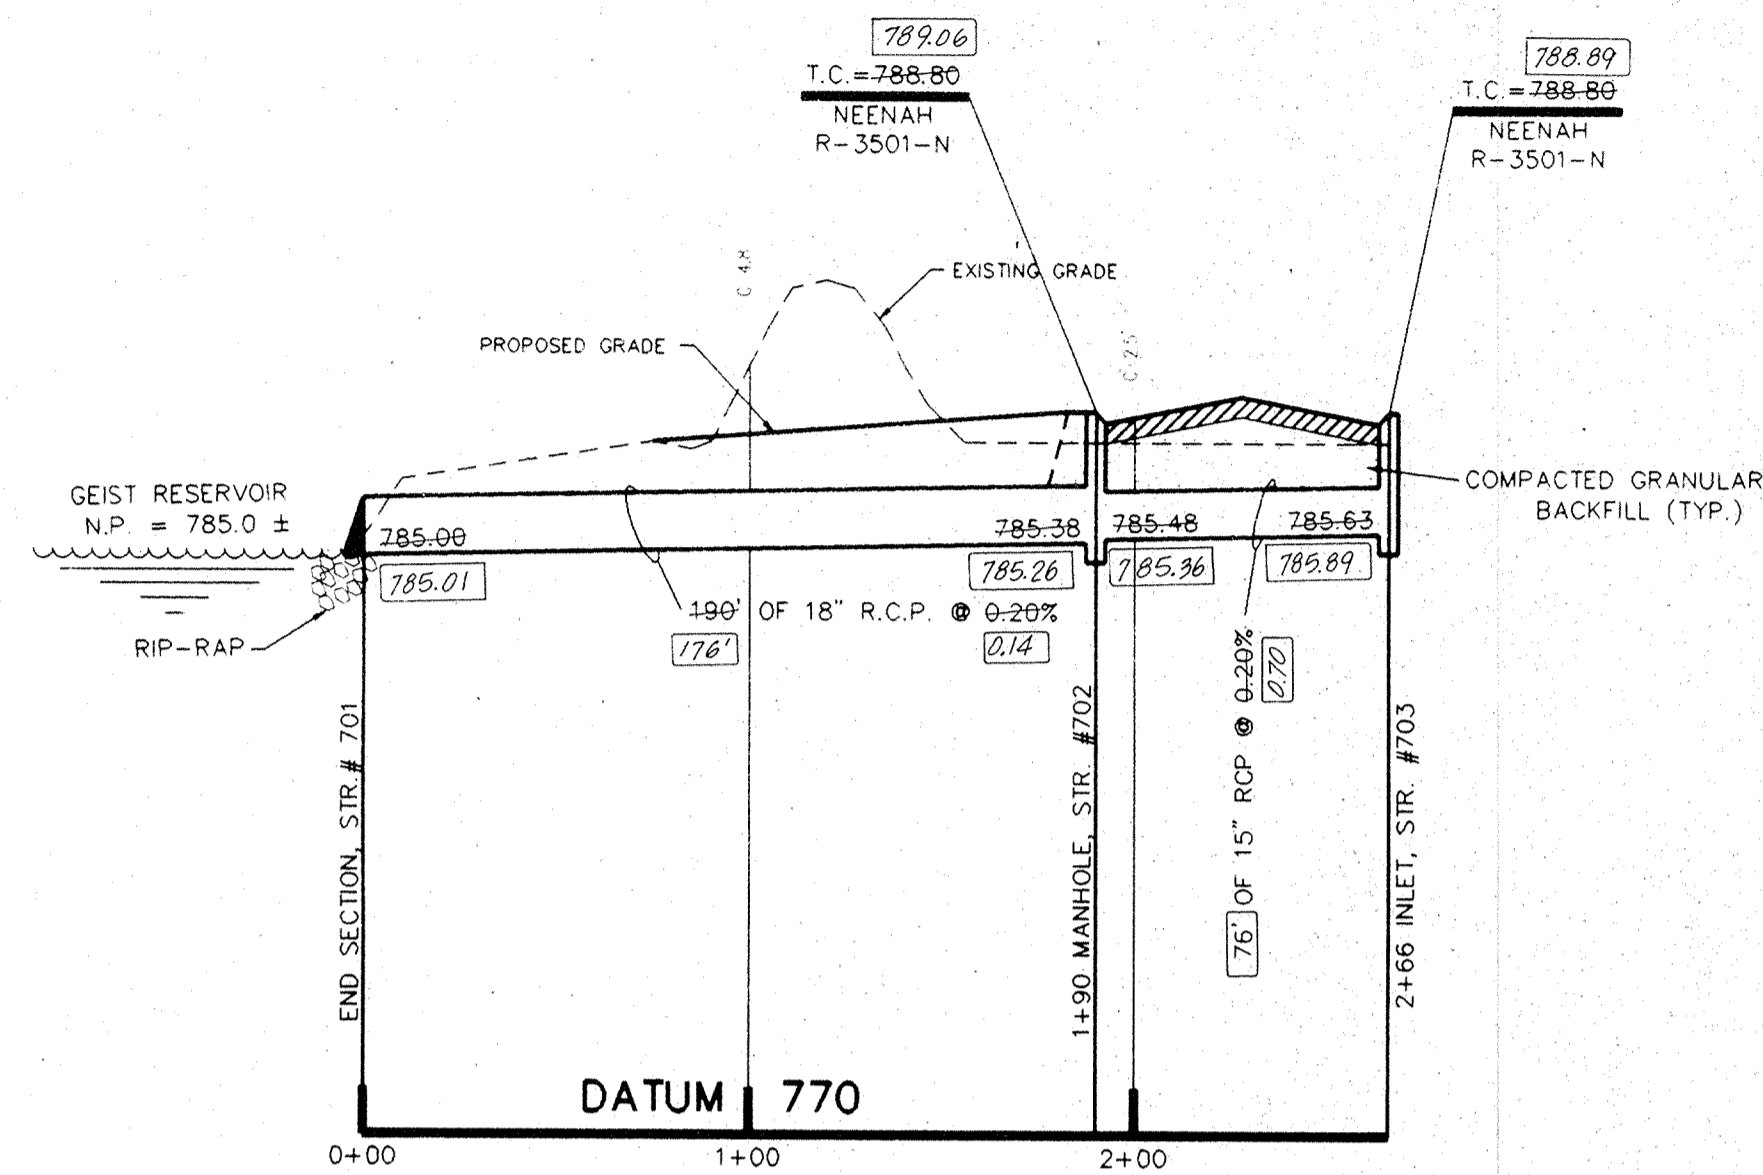 789.06
T.C.=788.80
NEENAH
R-3501-N
788.89
T.C.=788.80
NEENAH
R-3501-N
C 4.8
EXISTING GRADE
PROPOSED GRADE
C 2.5
GEIST RESERVOIR
N.P. = 785.0 ±
COMPACTED GRANULAR
BACKFILL (TYP.)
785.00
785.38
785.48
785.63
785.01
785.26
785.36
785.89
190' OF 18" R.C.P. @ 0.20%
176'
0.14
RIP-RAP
76' OF 15" RCP @ 0.20%
0.70
END SECTION, STR.# 701
1+90 MANHOLE, STR. #702
2+66 INLET, STR. #703
DATUM 770
0+00
1+00
2+00